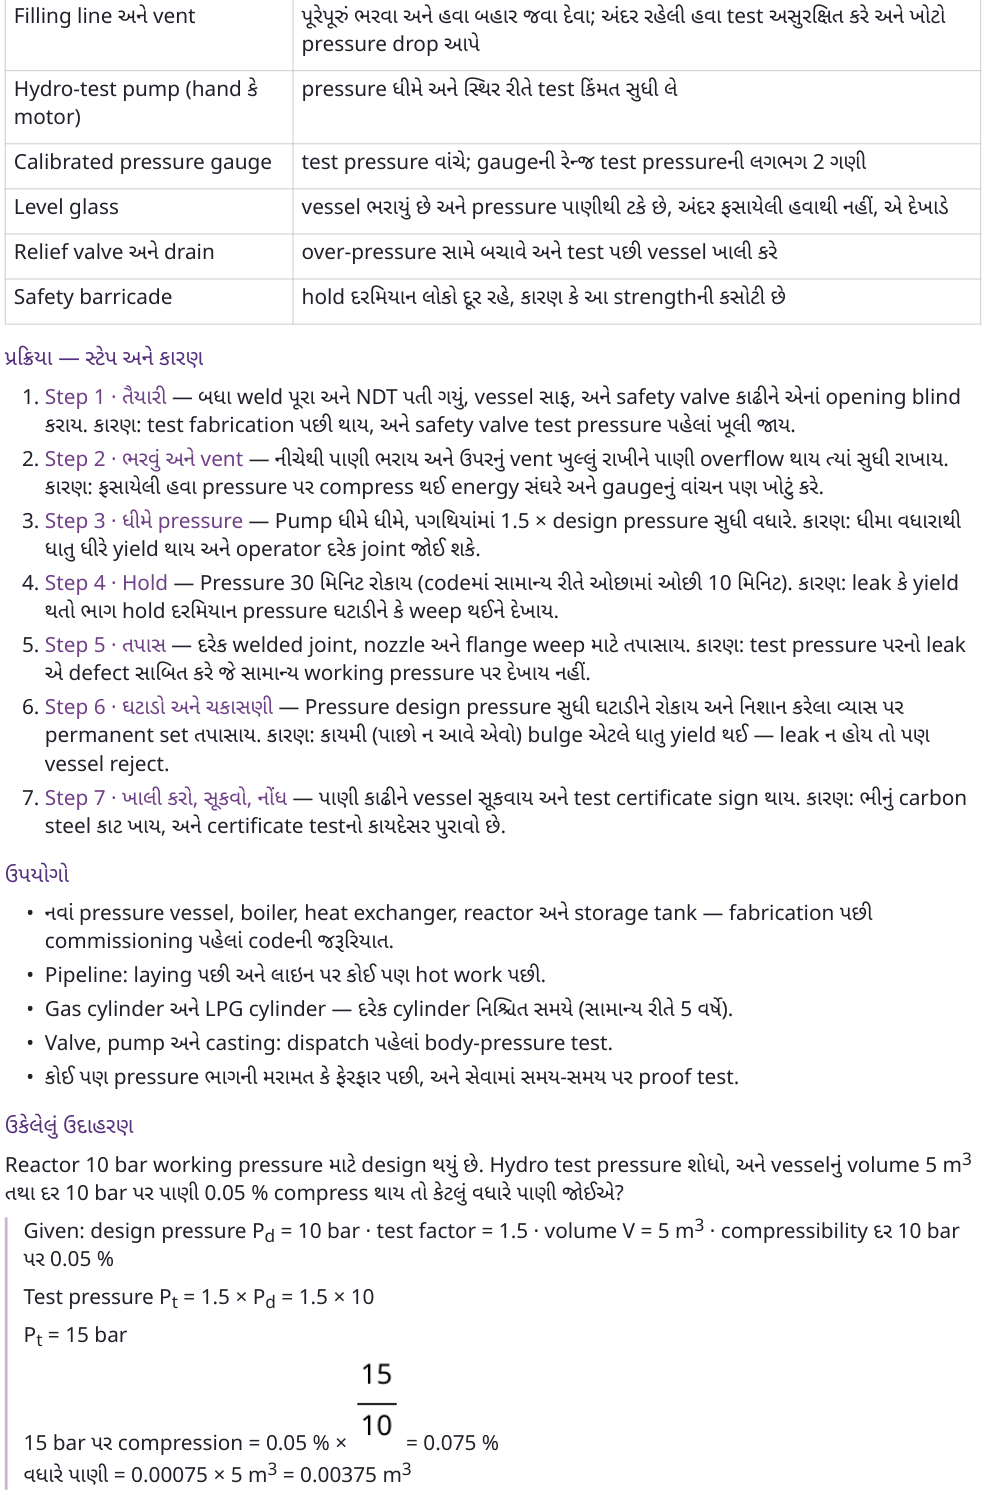 Filling line અને vent
પૂરેપૂરું ભરવા અને હવા બહાર જવા દેવા; અંદર રહેલી હવા test અસુરક્ષિત કરે અને ખોટો
pressure drop આપે
Hydro-test pump (hand કે
motor)
pressure ધીમે અને સ્થિર રીતે test કિંમત સુધી લે
Calibrated pressure gauge
test pressure વાંચે; gaugeની રેન્જ test pressureની લગભગ 2 ગણી
Level glass
vessel ભરાયું છે અને pressure પાણીથી ટકે છે, અંદર ફસાયેલી હવાથી નહીં, એ દેખાડે
Relief valve અને drain
over-pressure સામે બચાવે અને test પછી vessel ખાલી કરે
Safety barricade
hold દરમિયાન લોકો દૂર રહે, કારણ કે આ strengthની કસોટી છે
પ્રક્રિયા — સ્ટેપ અને કારણ
1. Step 1 · તૈયારી — બધા weld પૂરા અને NDT પતી ગયું, vessel સાફ, અને safety valve કાઢીને એનાં opening blind
કરાય. કારણ: test fabrication પછી થાય, અને safety valve test pressure પહેલાં ખૂલી જાય.
2. Step 2 · ભરવું અને vent — નીચેથી પાણી ભરાય અને ઉપરનું vent ખુલ્લું રાખીને પાણી overflow થાય ત્યાં સુધી રાખાય.
કારણ: ફસાયેલી હવા pressure પર compress થઈ energy સંઘરે અને gaugeનું વાંચન પણ ખોટું કરે.
3. Step 3 · ધીમે pressure — Pump ધીમે ધીમે, પગથિયાંમાં 1.5 × design pressure સુધી વધારે. કારણ: ધીમા વધારાથી
ધાતુ ધીરે yield થાય અને operator દરેક joint જોઈ શકે.
4. Step 4 · Hold — Pressure 30 મિનિટ રોકાય (codeમાં સામાન્ય રીતે ઓછામાં ઓછી 10 મિનિટ). કારણ: leak કે yield
થતો ભાગ hold દરમિયાન pressure ઘટાડીને કે weep થઈને દેખાય.
5. Step 5 · તપાસ — દરેક welded joint, nozzle અને flange weep માટે તપાસાય. કારણ: test pressure પરનો leak
એ defect સાબિત કરે જે સામાન્ય working pressure પર દેખાય નહીં.
6. Step 6 · ઘટાડો અને ચકાસણી — Pressure design pressure સુધી ઘટાડીને રોકાય અને નિશાન કરેલા વ્યાસ પર
permanent set તપાસાય. કારણ: કાયમી (પાછો ન આવે એવો) bulge એટલે ધાતુ yield થઈ — leak ન હોય તો પણ
vessel reject.
7. Step 7 · ખાલી કરો, સૂકવો, નોંધ — પાણી કાઢીને vessel સૂકવાય અને test certificate sign થાય. કારણ: ભીનું carbon
steel કાટ ખાય, અને certificate testનો કાયદેસર પુરાવો છે.
ઉપયોગો
• નવાં pressure vessel, boiler, heat exchanger, reactor અને storage tank — fabrication પછી
commissioning પહેલાં codeની જરૂરિયાત.
• Pipeline: laying પછી અને લાઇન પર કોઈ પણ hot work પછી.
• Gas cylinder અને LPG cylinder — દરેક cylinder નિશ્ચિત સમયે (સામાન્ય રીતે 5 વર્ષે).
• Valve, pump અને casting: dispatch પહેલાં body-pressure test.
• કોઈ પણ pressure ભાગની મરામત કે ફેરફાર પછી, અને સેવામાં સમય-સમય પર proof test.
ઉકેલેલું ઉદાહરણ
Reactor 10 bar working pressure માટે design થયું છે. Hydro test pressure શોધો, અને vesselનું volume 5 m³
તથા દર 10 bar પર પાણી 0.05 % compress થાય તો કેટલું વધારે પાણી જોઈએ?
Given: design pressure P_d = 10 bar · test factor = 1.5 · volume V = 5 m³ · compressibility દર 10 bar
પર 0.05 %
Test pressure P_t = 1.5 × P_d = 1.5 × 10
P_t = 15 bar
15 bar પર compression = 0.05 % × 15/10 = 0.075 %
વધારે પાણી = 0.00075 × 5 m³ = 0.00375 m³